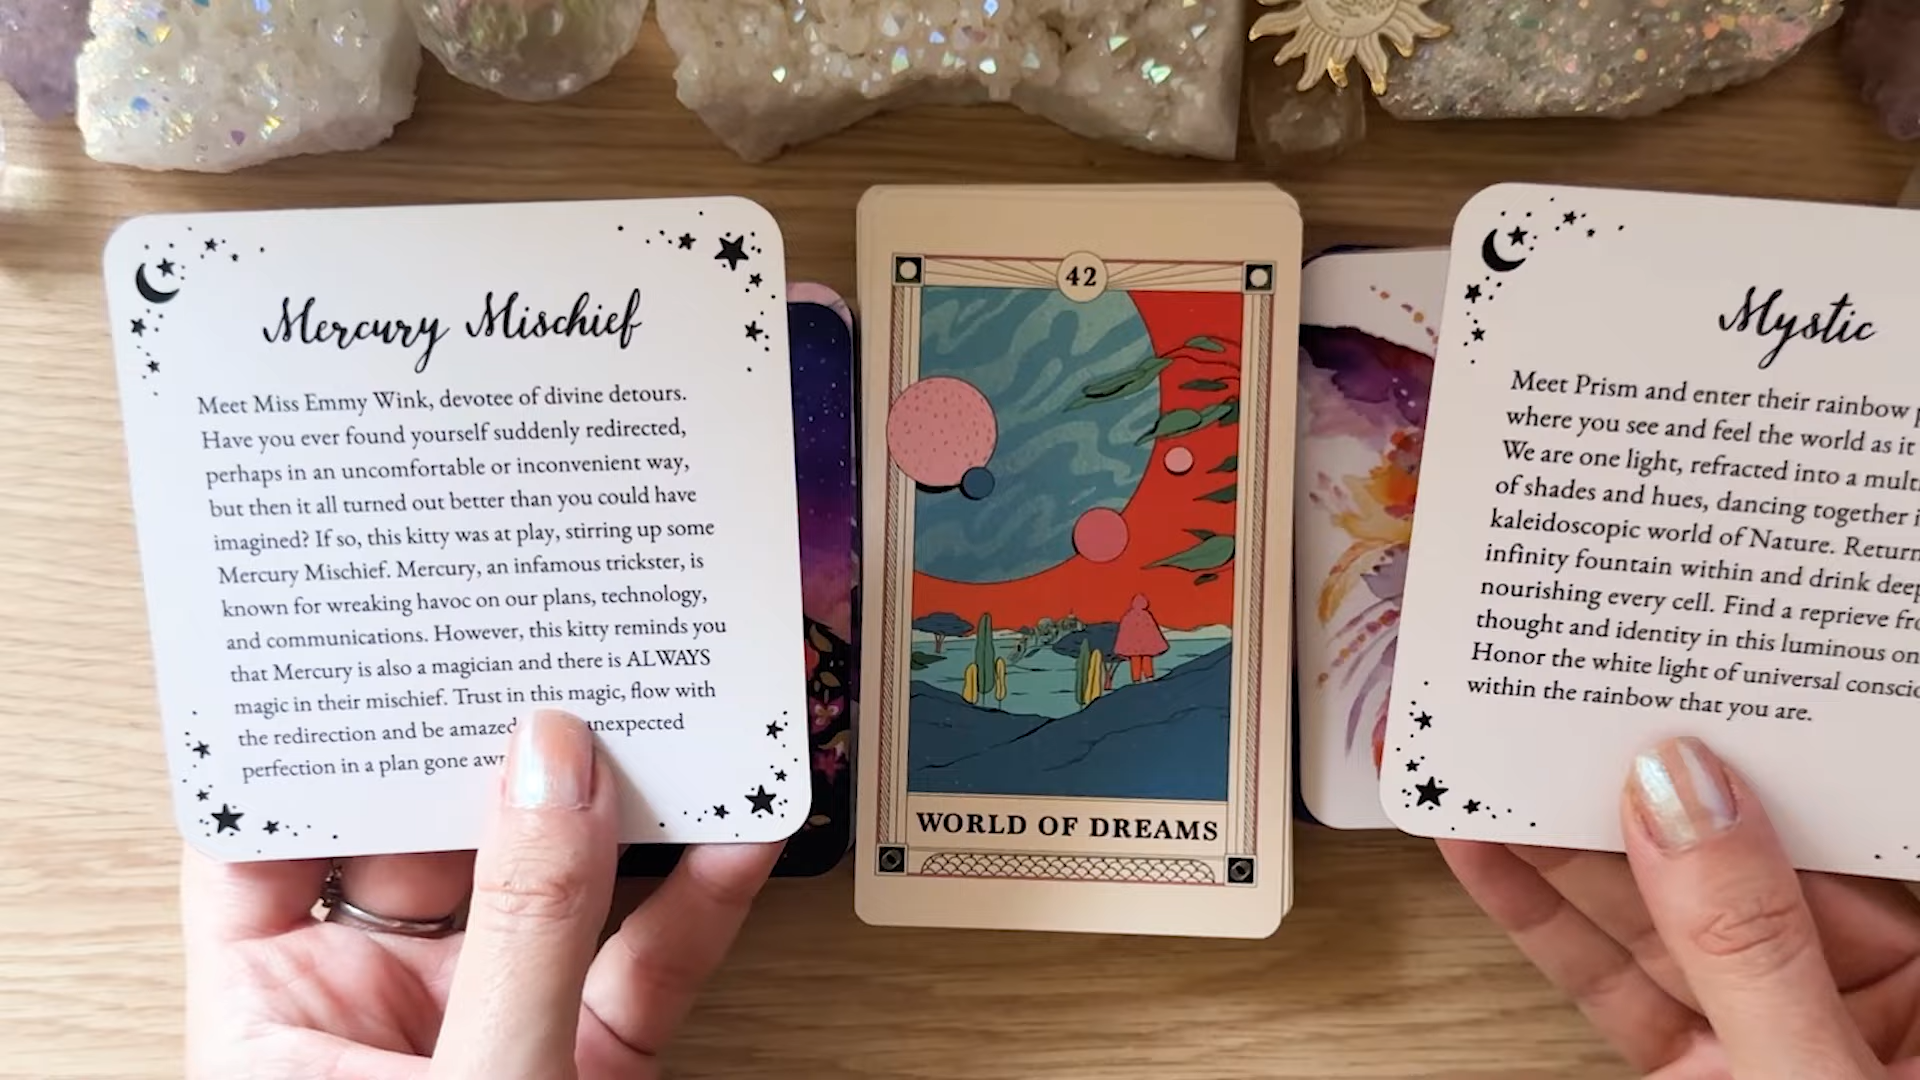 Mercury Mischief
Meet Miss Emmy Wink, devotee of divine detours.
Have you ever found yourself suddenly redirected,
perhaps in an uncomfortable or inconvenient way,
but then it all turned out better than you could have
imagined? If so, this kitty was at play, stirring up some
Mercury Mischief. Mercury, an infamous trickster, is
known for wreaking havoc on our plans, technology,
and communications. However, this kitty reminds you
that Mercury is also a magician and there is ALWAYS
magic in their mischief. Trust in this magic, flow with
the redirection and be amazed
perfection in a plan gone
42
WORLD OF DREAMS
Mystic
Meet Prism and enter their rainbow
where you see and feel the world as it
We are one light, refracted into a
of shades and hues, dancing together
kaleidoscopic world of Nature.
infinity fountain within and drink
nourishing every cell. Find a reprieve
thought and identity in this luminous
Honor the white light of universal
within the rainbow that you are.